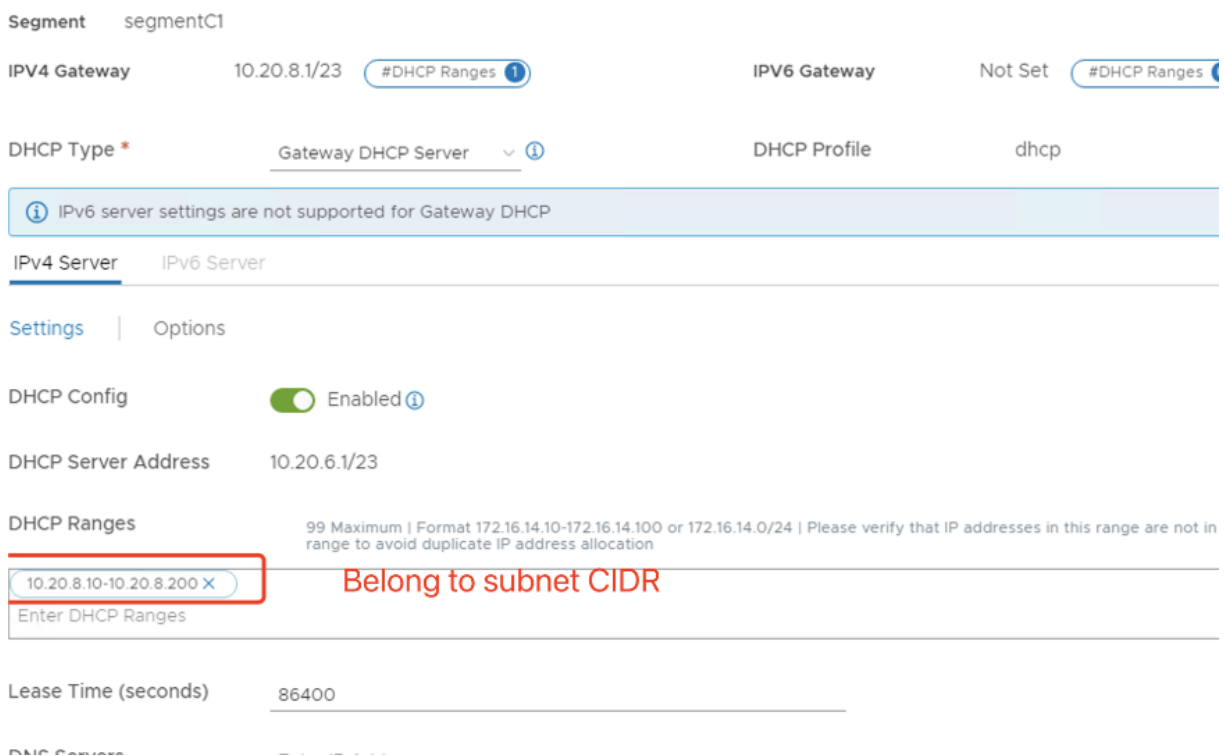 Segment segmentC1
IPV4 Gateway 10.20.8.1/23 #DHCP Ranges 1 IPV6 Gateway Not Set #DHCP Ranges
DHCP Type * Gateway DHCP Server DHCP Profile dhcp
IPv6 server settings are not supported for Gateway DHCP
IPv4 Server IPv6 Server
Settings | Options
DHCP Config Enabled
DHCP Server Address 10.20.6.1/23
DHCP Ranges 99 Maximum | Format 172.16.14.10-172.16.14.100 or 172.16.14.0/24 | Please verify that IP addresses in this range are not in
range to avoid duplicate IP address allocation
10.20.8.10-10.20.8.200 Belong to subnet CIDR
Enter DHCP Ranges
Lease Time (seconds) 86400
DNS Servers